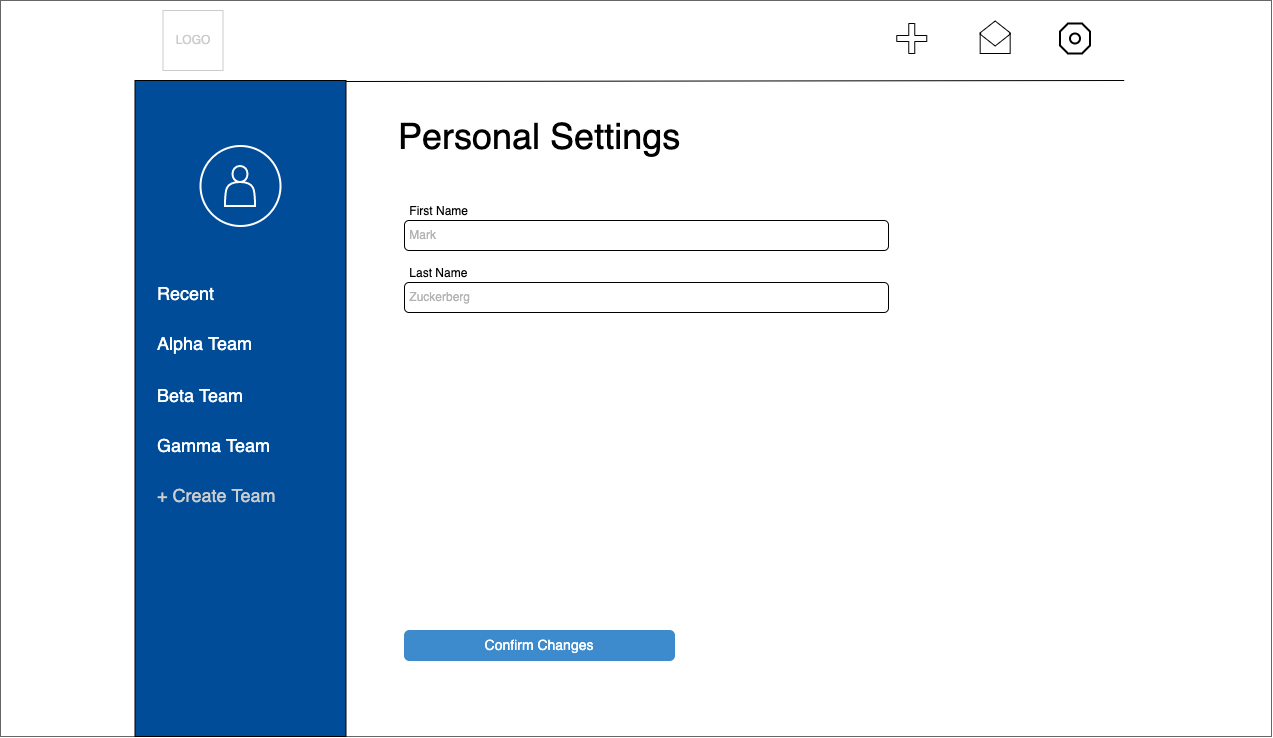 LOGO
Personal Settings
First Name
Mark
Last Name
Zuckerberg
Recent
Alpha Team
Beta Team
Gamma Team
+ Create Team
Confirm Changes